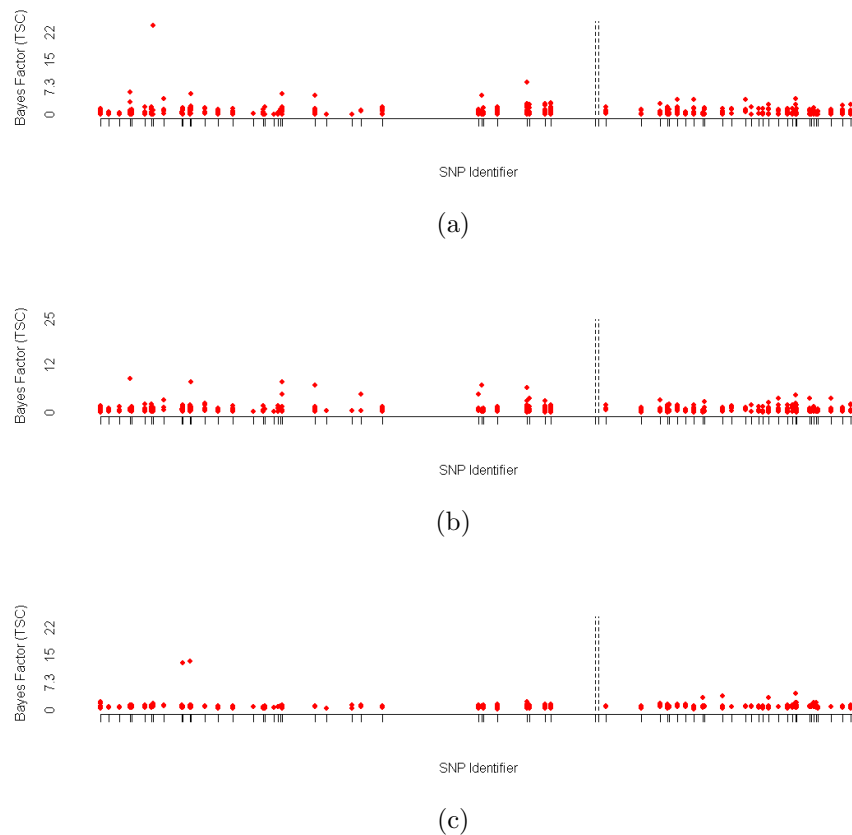 Bayes Factor (TSC)
22
15
7.3
0
SNP Identifier
(a)
Bayes Factor (TSC)
25
12
0
SNP Identifier
(b)
Bayes Factor (TSC)
22
15
7.3
0
SNP Identifier
(c)